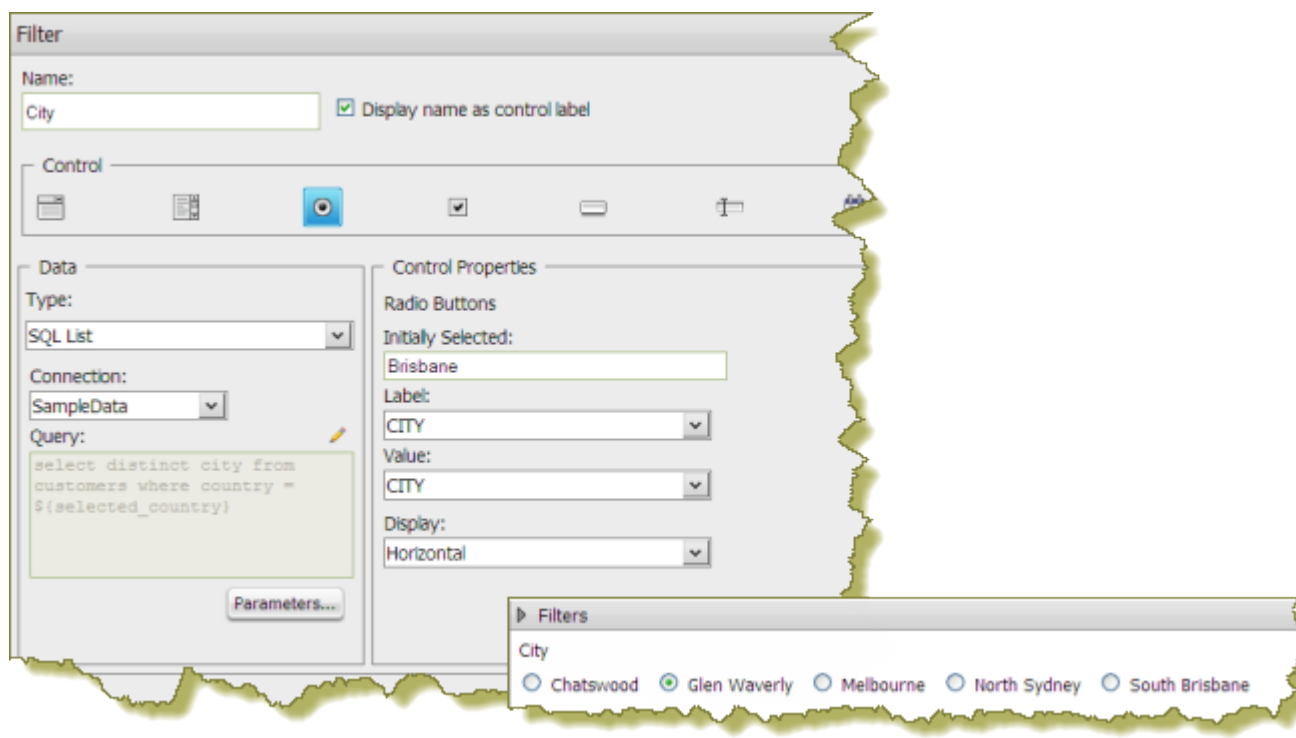 Filter
Name:
City
Display name as control label
Control
Data
Type:
SQL List
Connection:
SampleData
Query:
select distinct city from
customers where country =
${selected_country}
Parameters...
Control Properties
Radio Buttons
Initially Selected:
Brisbane
Label:
CITY
Value:
CITY
Display:
Horizontal
Filters
City
Chatswood Glen Waverly Melbourne North Sydney South Brisbane